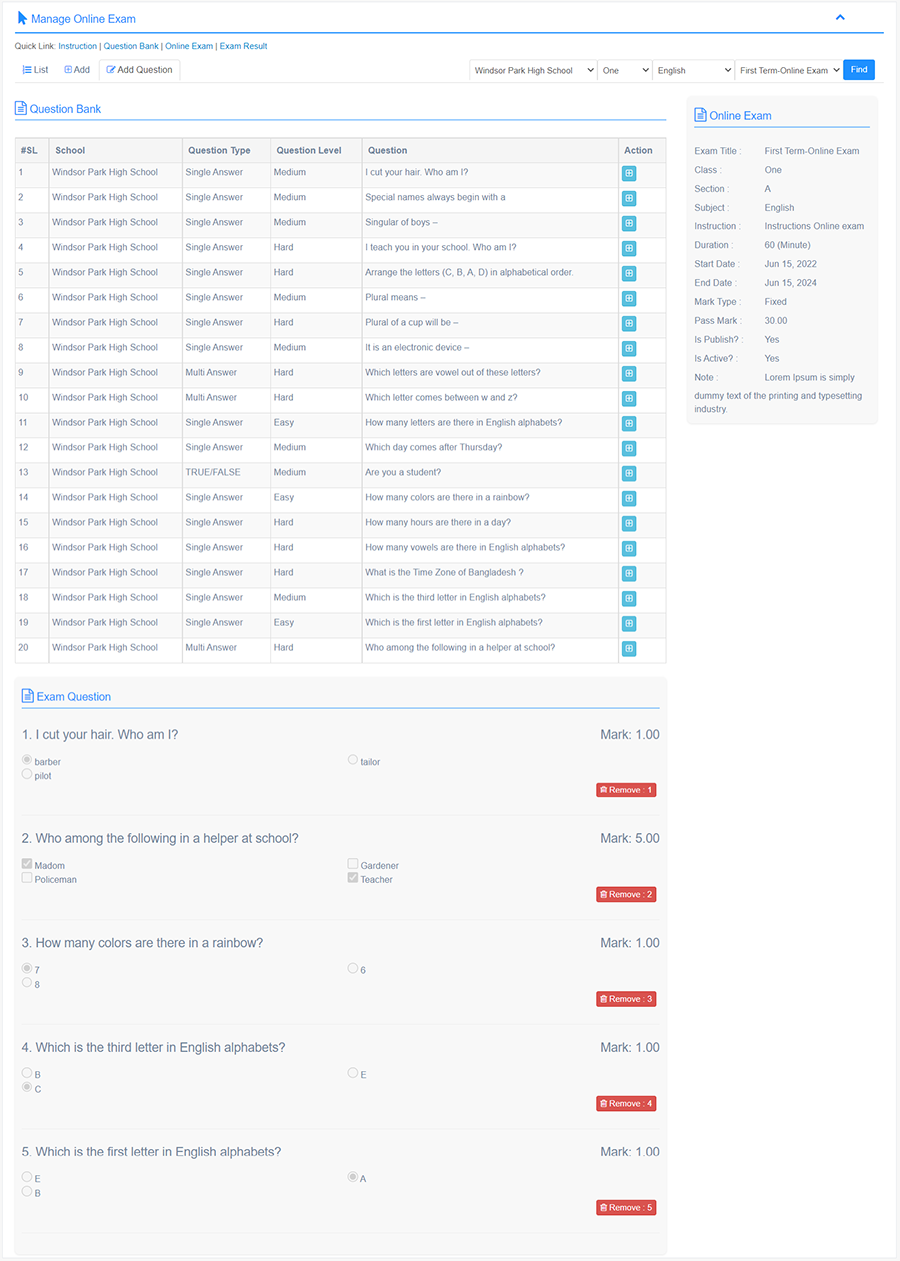 Manage Online Exam
Quick Link: Instruction | Question Bank | Online Exam | Exam Result
List Add Add Question Windsor Park High School One English First Term-Online Exam Find
Question Bank
#SL School Question Type Question Level Question Action
1 Windsor Park High School Single Answer Medium I cut your hair. Who am I?
2 Windsor Park High School Single Answer Medium Special names always begin with a
3 Windsor Park High School Single Answer Medium Singular of boys –
4 Windsor Park High School Single Answer Hard I teach you in your school. Who am I?
5 Windsor Park High School Single Answer Hard Arrange the letters (C, B, A, D) in alphabetical order.
6 Windsor Park High School Single Answer Medium Plural means –
7 Windsor Park High School Single Answer Hard Plural of a cup will be –
8 Windsor Park High School Single Answer Medium It is an electronic device –
9 Windsor Park High School Multi Answer Hard Which letters are vowel out of these letters?
10 Windsor Park High School Multi Answer Hard Which letter comes between w and z?
11 Windsor Park High School Single Answer Easy How many letters are there in English alphabets?
12 Windsor Park High School Single Answer Medium Which day comes after Thursday?
13 Windsor Park High School TRUE/FALSE Medium Are you a student?
14 Windsor Park High School Single Answer Easy How many colors are there in a rainbow?
15 Windsor Park High School Single Answer Hard How many hours are there in a day?
16 Windsor Park High School Single Answer Hard How many vowels are there in English alphabets?
17 Windsor Park High School Single Answer Hard What is the Time Zone of Bangladesh ?
18 Windsor Park High School Single Answer Medium Which is the third letter in English alphabets?
19 Windsor Park High School Single Answer Easy Which is the first letter in English alphabets?
20 Windsor Park High School Multi Answer Hard Who among the following in a helper at school?
Online Exam
Exam Title : First Term-Online Exam
Class : One
Section : A
Subject : English
Instruction : Instructions Online exam
Duration : 60 (Minute)
Start Date : Jun 15, 2022
End Date : Jun 15, 2024
Mark Type : Fixed
Pass Mark : 30.00
Is Publish? : Yes
Is Active? : Yes
Note : Lorem Ipsum is simply
dummy text of the printing and typesetting
industry.
Exam Question
1. I cut your hair. Who am I? Mark: 1.00
barber tailor
pilot
Remove : 1
2. Who among the following in a helper at school? Mark: 5.00
Madom Gardener
Policeman Teacher
Remove : 2
3. How many colors are there in a rainbow? Mark: 1.00
7 6
8
Remove : 3
4. Which is the third letter in English alphabets? Mark: 1.00
B E
C
Remove : 4
5. Which is the first letter in English alphabets? Mark: 1.00
E A
B
Remove : 5